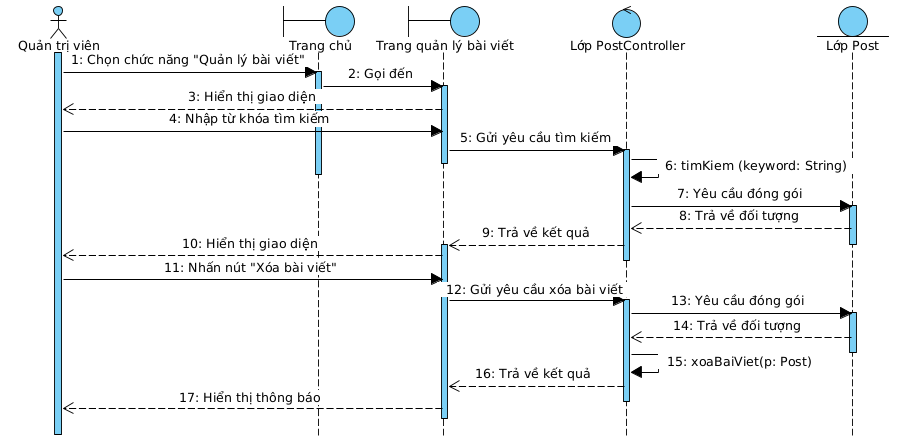 Quản trị viên
Trang chủ
Trang quản lý bài viết
Lớp PostController
Lớp Post
1: Chọn chức năng "Quản lý bài viết"
2: Gọi đến
3: Hiển thị giao diện
4: Nhập từ khóa tìm kiếm
5: Gửi yêu cầu tìm kiếm
6: timKiem (keyword: String)
7: Yêu cầu đóng gói
8: Trả về đối tượng
9: Trả về kết quả
10: Hiển thị giao diện
11: Nhấn nút "Xóa bài viết"
12: Gửi yêu cầu xóa bài viết
13: Yêu cầu đóng gói
14: Trả về đối tượng
15: xoaBaiViet(p: Post)
16: Trả về kết quả
17: Hiển thị thông báo